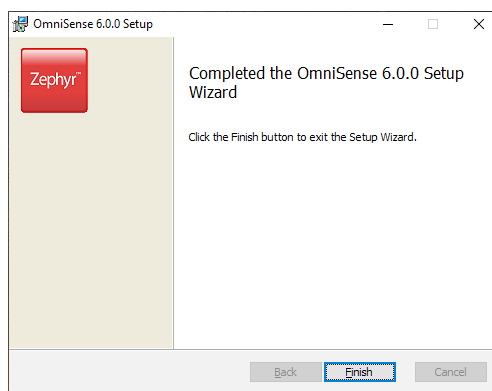 OmniSense 6.0.0 Setup
Zephyr™
Completed the OmniSense 6.0.0 Setup
Wizard
Click the Finish button to exit the Setup Wizard.
Back
Finish
Cancel